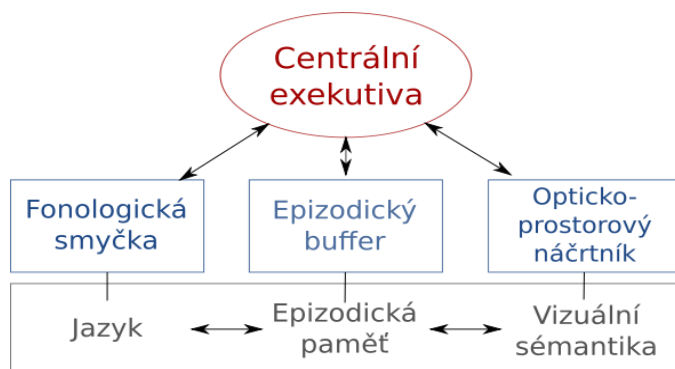 Centrální
exekutiva
Fonologická
smyčka
Epizodický
buffer
Opticko-
prostorový
náčrtník
Jazyk
Epizodická
paměť
Vizuální
sémantika